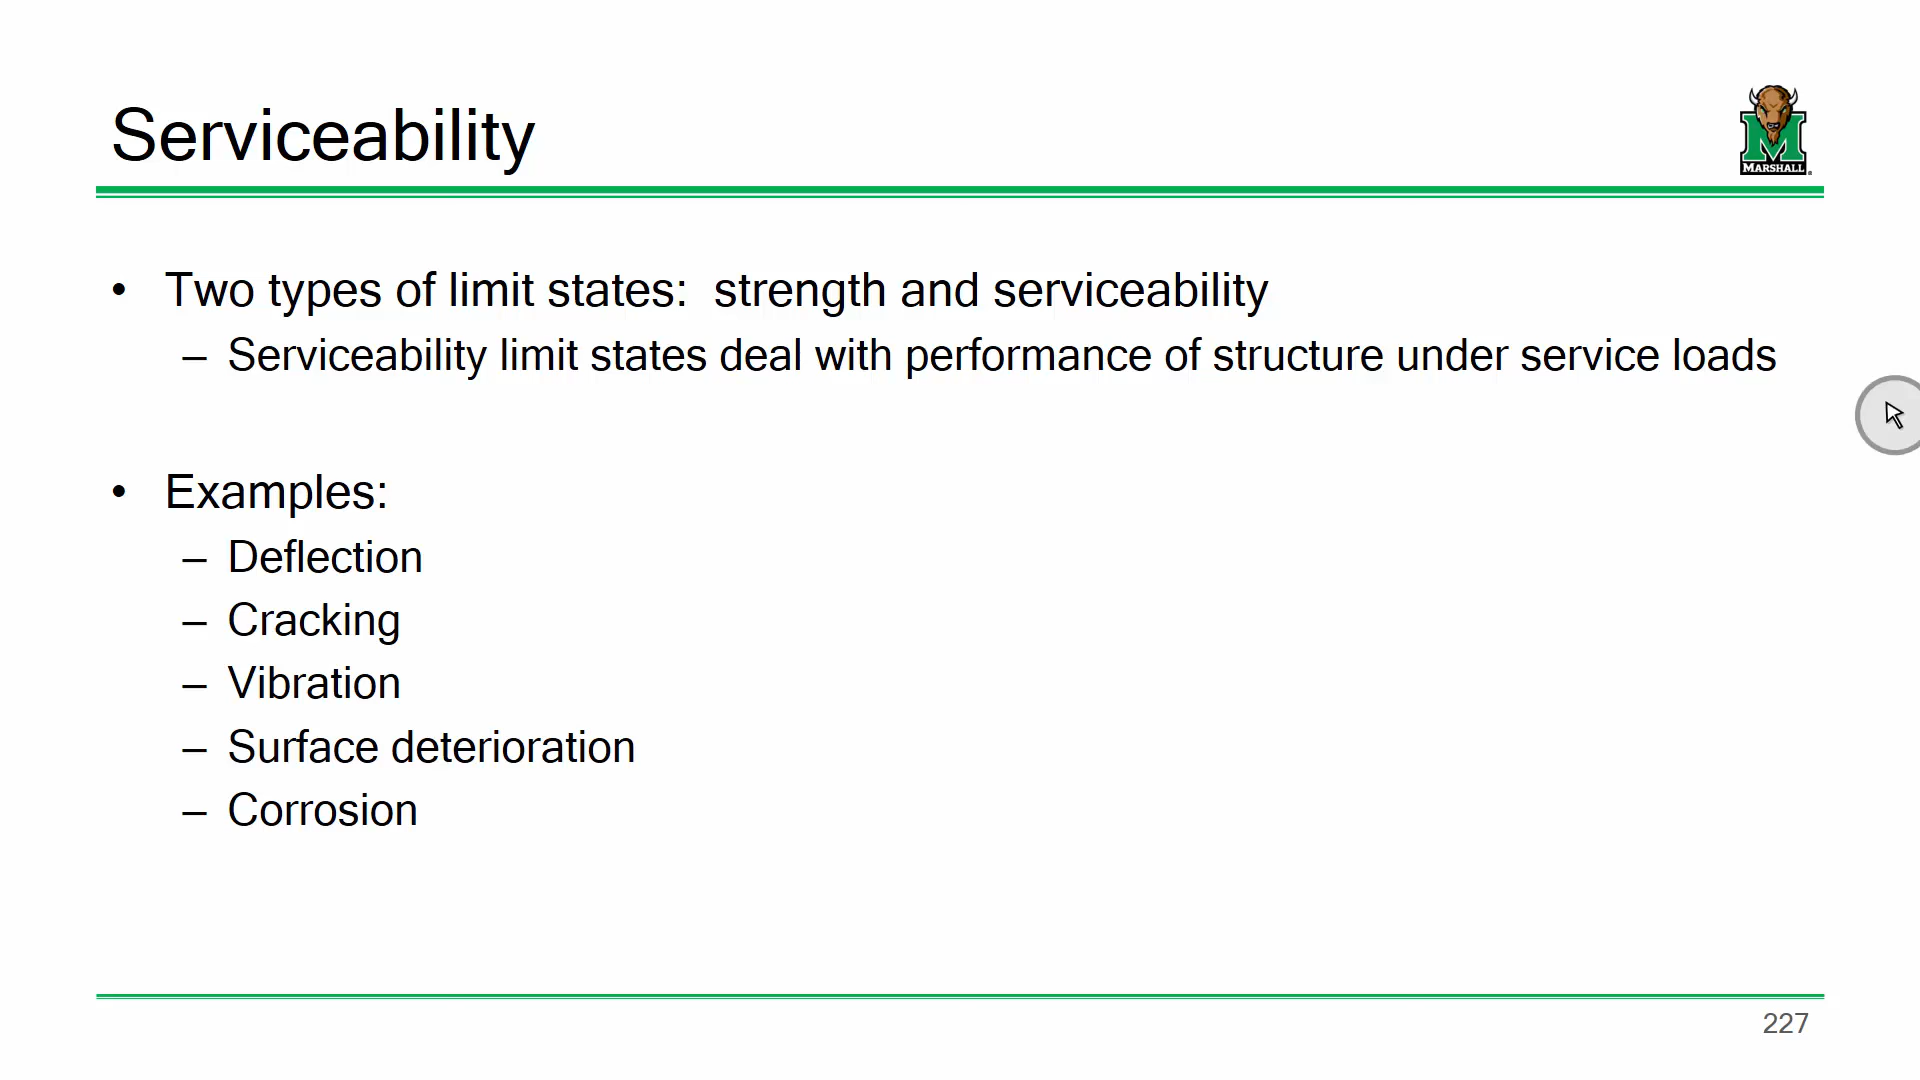 Serviceability
MARSHALL
• Two types of limit states:  strength and serviceability
– Serviceability limit states deal with performance of structure under service loads
• Examples:
– Deflection
– Cracking
– Vibration
– Surface deterioration
– Corrosion
227